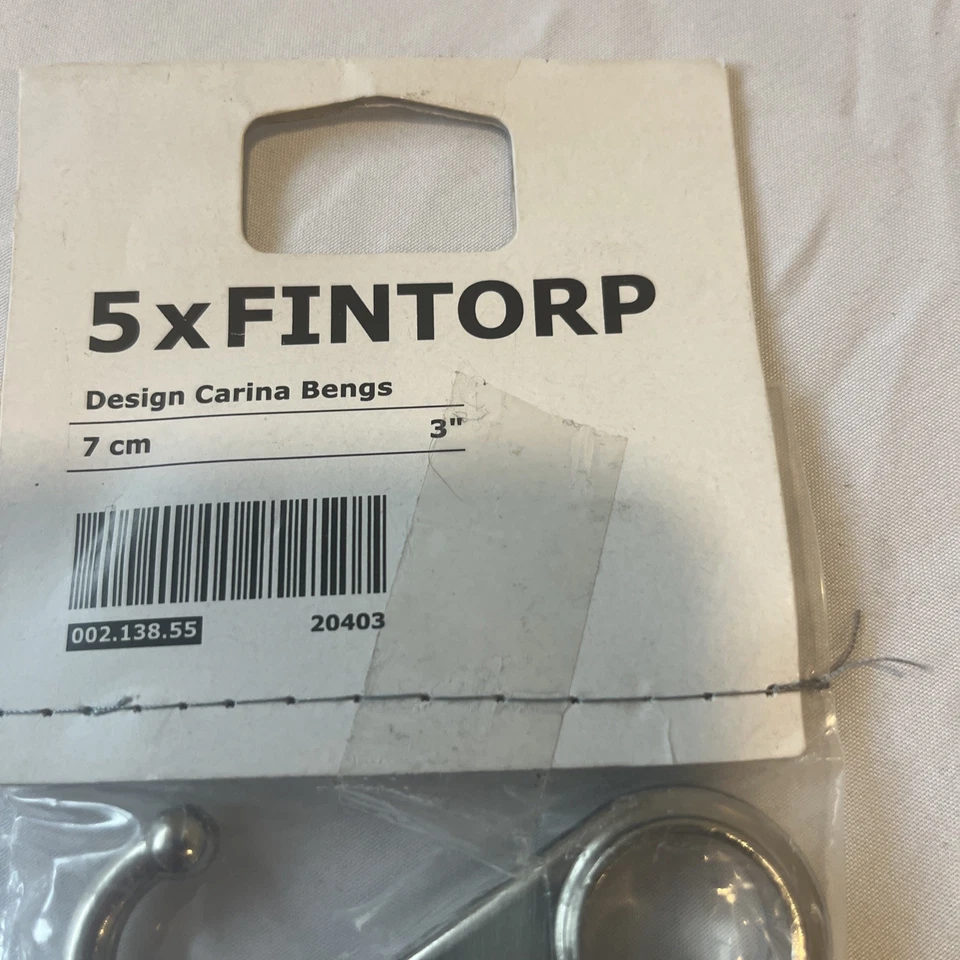 5xFINTORP
Design Carina Bengs
7 cm 3"
002.138.55 20403